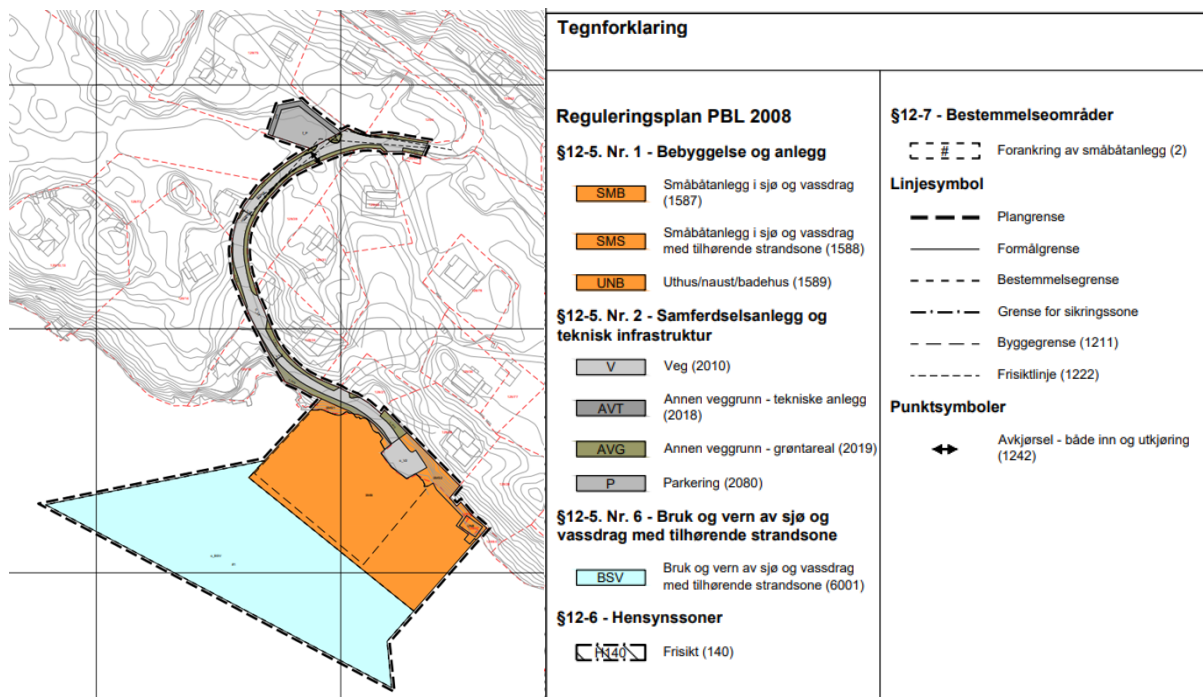 Tegnforklaring
Reguleringsplan PBL 2008
§12-5. Nr. 1 - Bebyggelse og anlegg
SMB
Småbåtanlegg i sjø og vassdrag
(1587)
SMS
Småbåtanlegg i sjø og vassdrag
med tilhørende strandsone (1588)
UNB
Uthus/naust/badehus (1589)
§12-5. Nr. 2 - Samferdselsanlegg og
teknisk infrastruktur
V
Veg (2010)
AVT
Annen veggrunn - tekniske anlegg
(2018)
AVG
Annen veggrunn - grøntareal (2019)
P
Parkering (2080)
§12-5. Nr. 6 - Bruk og vern av sjø og
vassdrag med tilhørende strandsone
BSV
Bruk og vern av sjø og vassdrag
med tilhørende strandsone (6001)
§12-6 - Hensynssoner
H140
Frisikt (140)
§12-7 - Bestemmelseområder
#
Forankring av småbåtanlegg (2)
Linjesymbol
Plangrense
Formålgrense
Bestemmelsegrense
Grense for sikringssone
Byggegrense (1211)
Frisiktlinje (1222)
Punktsymboler
Avkjørsel - både inn og utkjøring
(1242)